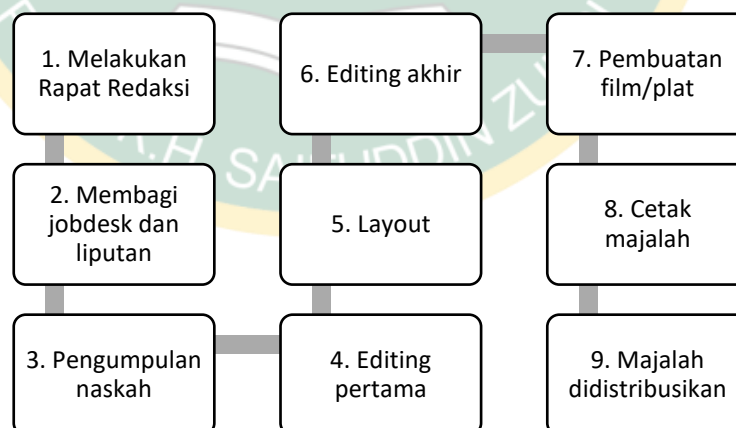 1. Melakukan
Rapat Redaksi
2. Membagi
jobdesk dan
liputan
3. Pengumpulan
naskah
4. Editing
pertama
5. Layout
6. Editing akhir
7. Pembuatan
film/plat
8. Cetak
majalah
9. Majalah
didistribusikan